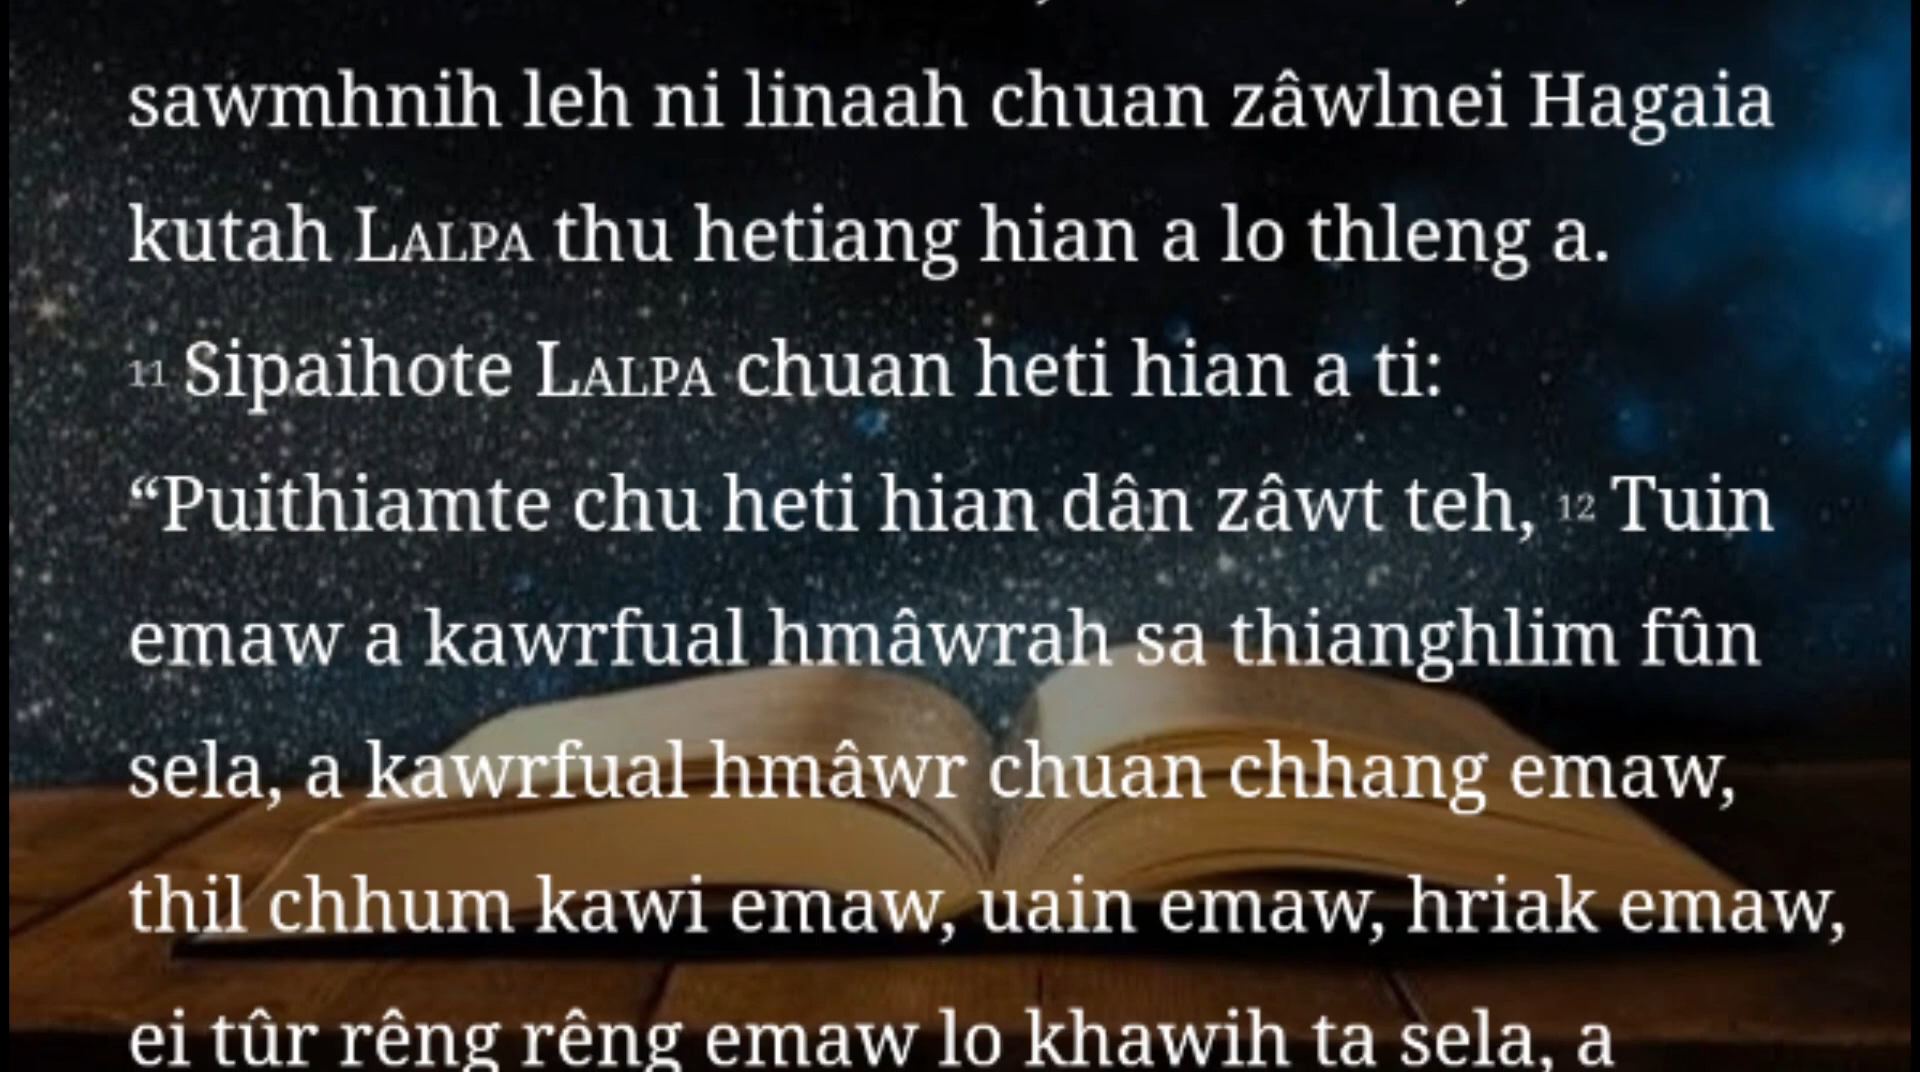 sawmhnih leh ni linaah chuan zâwlnei Hagaia
kutah LALPA thu hetiang hian a lo thleng a.
11 Sipaihote LALPA chuan heti hian a ti:
“Puithiamte chu heti hian dân zâwt teh, 12 Tuin
emaw a kawrfual hmâwrah sa thianghlim fûn
sela, a kawrfual hmâwr chuan chhang emaw,
thil chhum kawi emaw, uain emaw, hriak emaw,
ei tûr rêng rêng emaw lo khawih ta sela, a